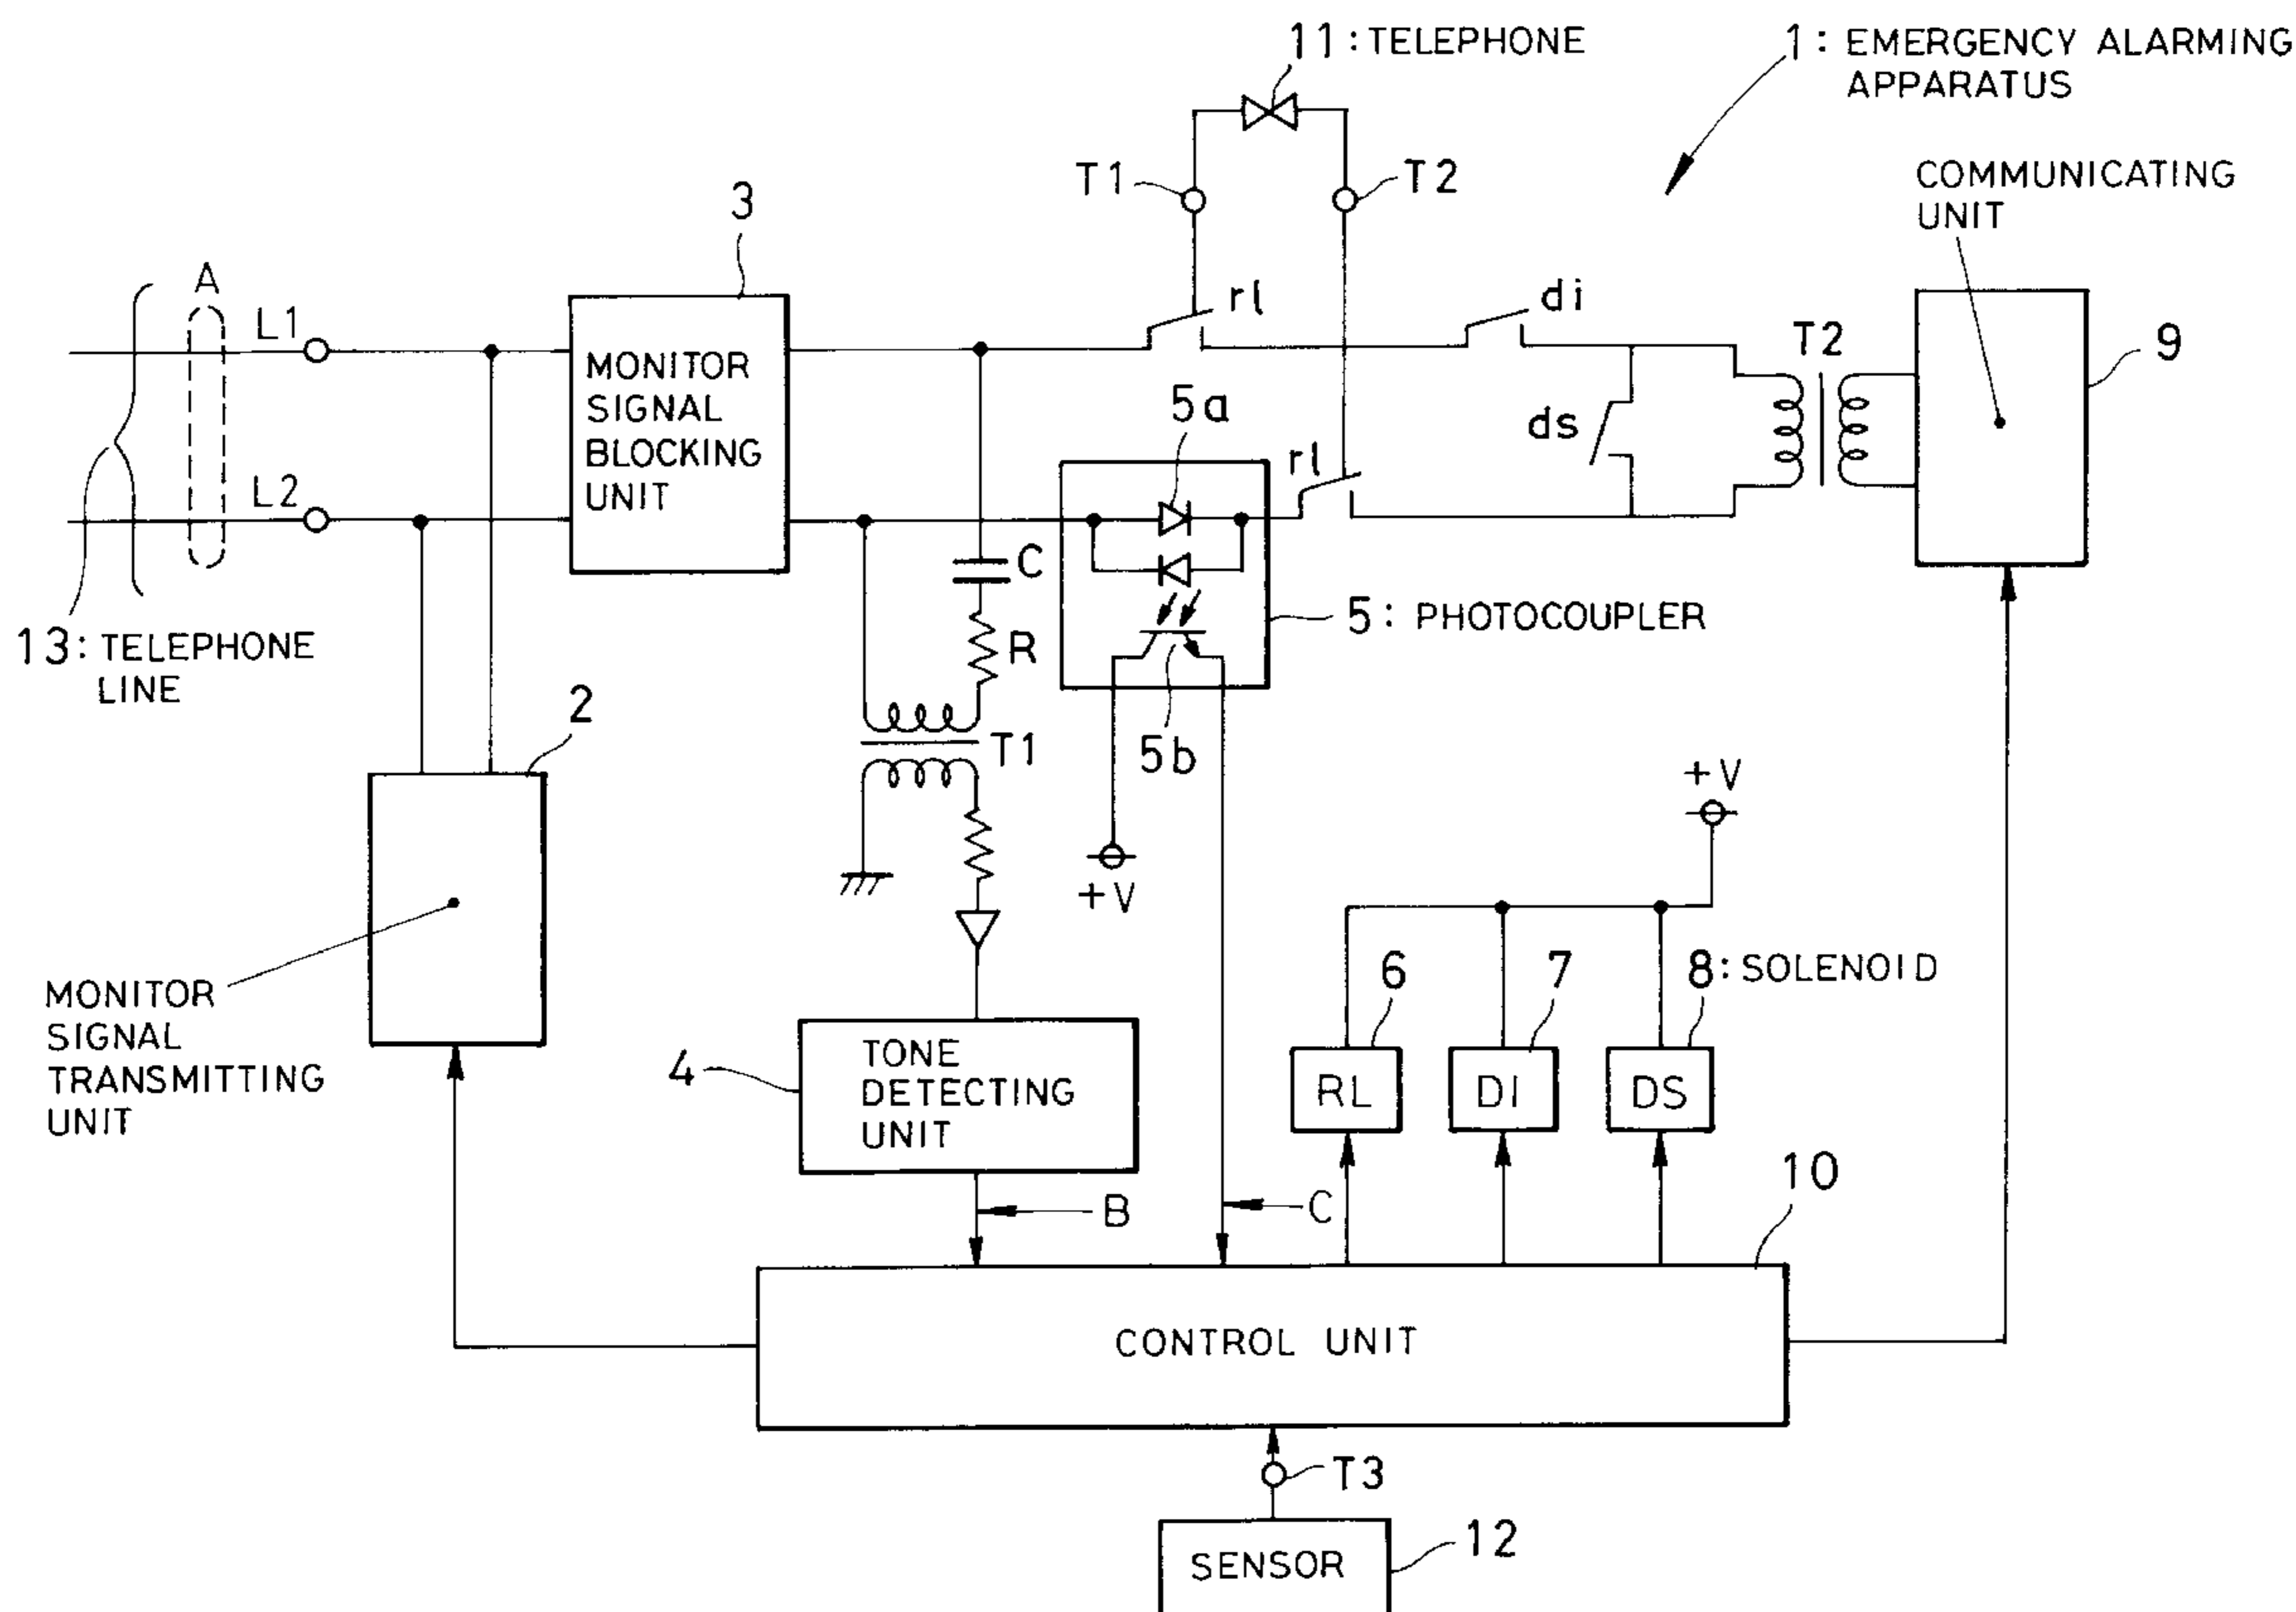 11: TELEPHONE
1: EMERGENCY ALARMING
APPARATUS
T1
T2
COMMUNICATING
UNIT
3
A
L1
rl
di
T2
9
MONITOR
SIGNAL
BLOCKING
UNIT
5a
ds
L2
rl
C
5: PHOTOCOUPLER
13: TELEPHONE
LINE
R
2
T1
5b
+V
+V
MONITOR
SIGNAL
TRANSMITTING
UNIT
6
7
8: SOLENOID
4
TONE
DETECTING
UNIT
RL
DI
DS
B
C
10
CONTROL UNIT
T3
SENSOR
12